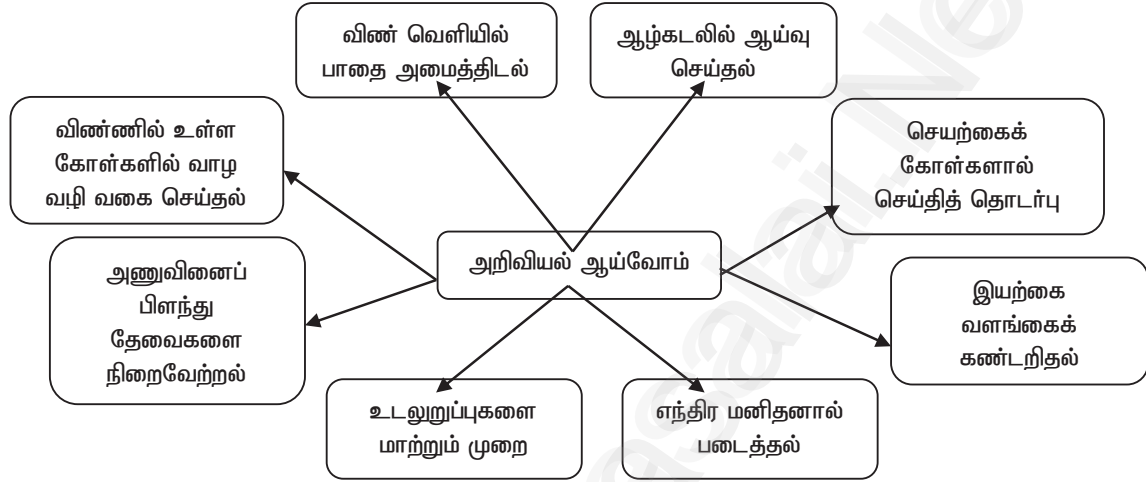 விண் வெளியில்
பாதை அமைத்திடல்
ஆழ்கடலில் ஆய்வு
செய்தல்
விண்ணில் உள்ள
கோள்களில் வாழ
வழி வகை செய்தல்
செயற்கைக்
கோள்களால்
செய்தித் தொடர்பு
அறிவியல் ஆய்வோம்
அணுவினைப்
பிளந்து
தேவைகளை
நிறைவேற்றல்
இயற்கை
வளங்கைக்
கண்டறிதல்
உடலுறுப்புகளை
மாற்றும் முறை
எந்திர மனிதனால்
படைத்தல்